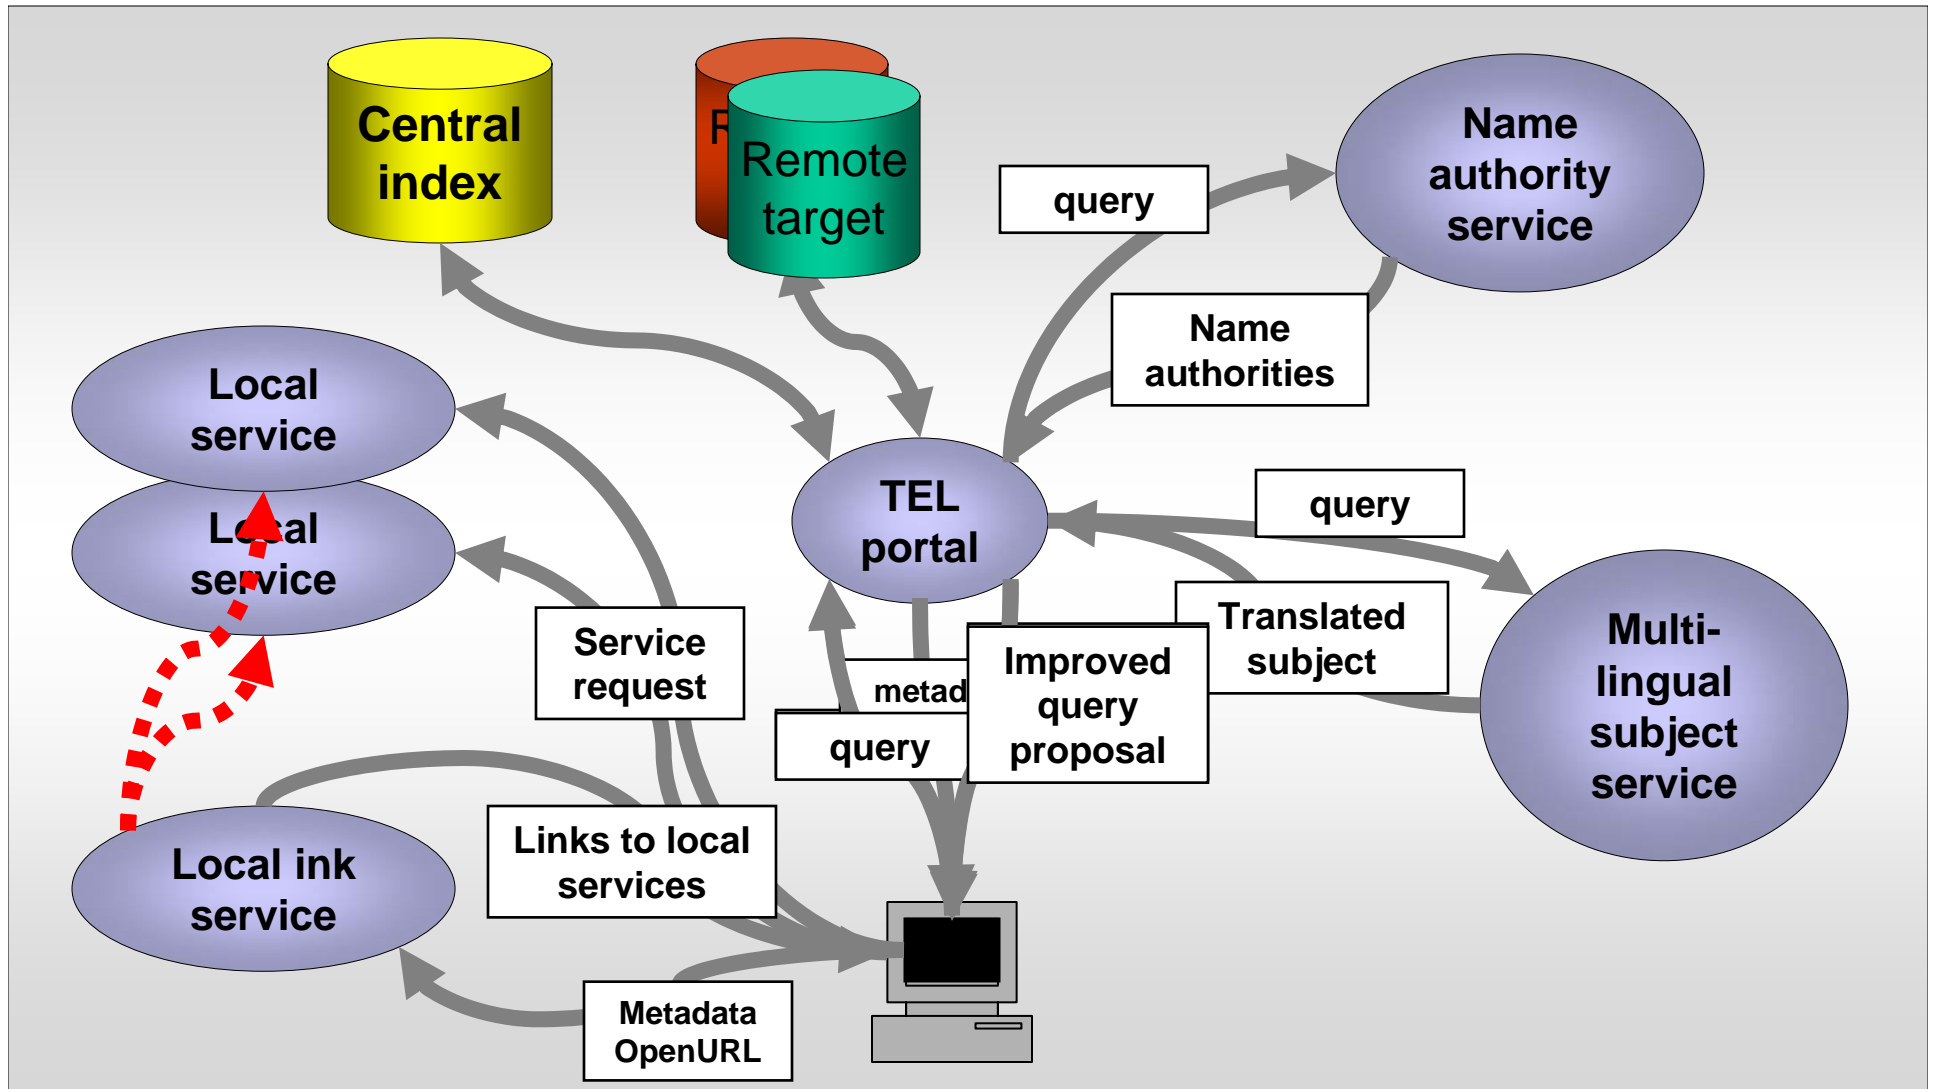 Central
index
R
Remote
target
Name
authority
service
query
Name
authorities
Local
service
Local
service
TEL
portal
query
Translated
subject
Multi-
lingual
subject
service
Service
request
Improved
query
proposal
metad
query
Links to local
services
Local ink
service
Metadata
OpenURL